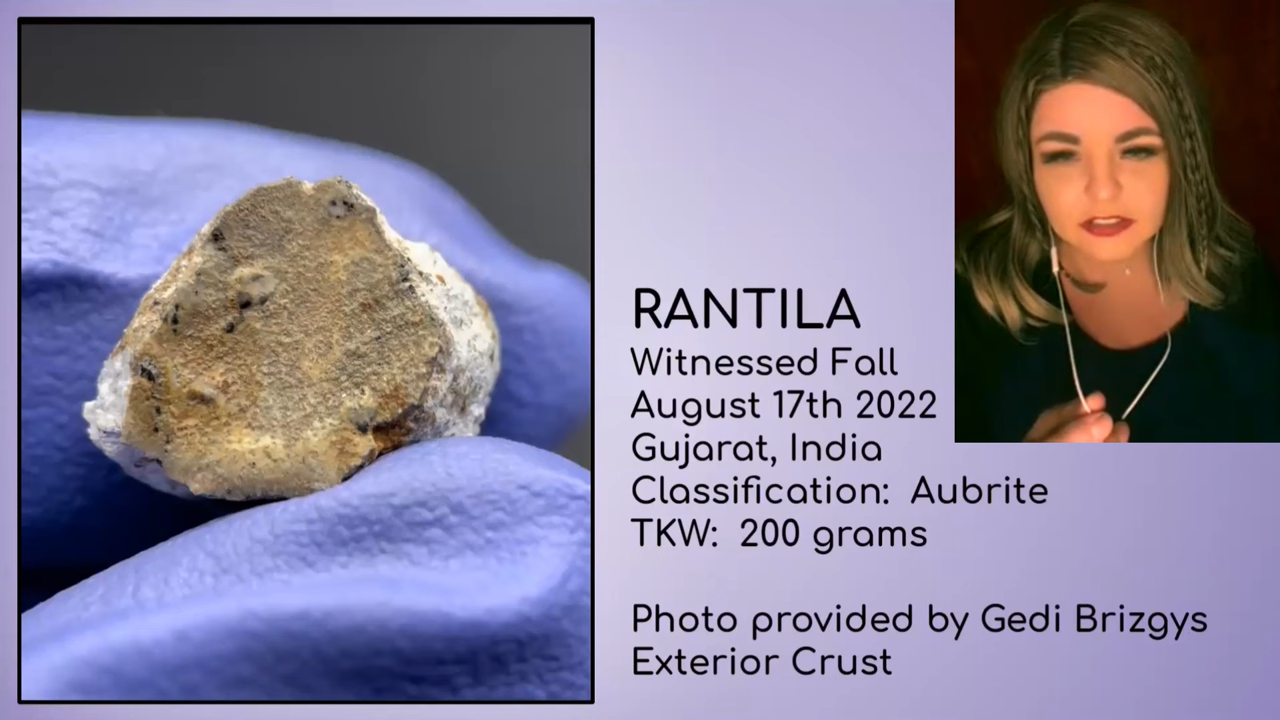 RANTILA
Witnessed Fall
August 17th 2022
Gujarat, India
Classification:  Aubrite
TKW:  200 grams
Photo provided by Gedi Brizgys
Exterior Crust